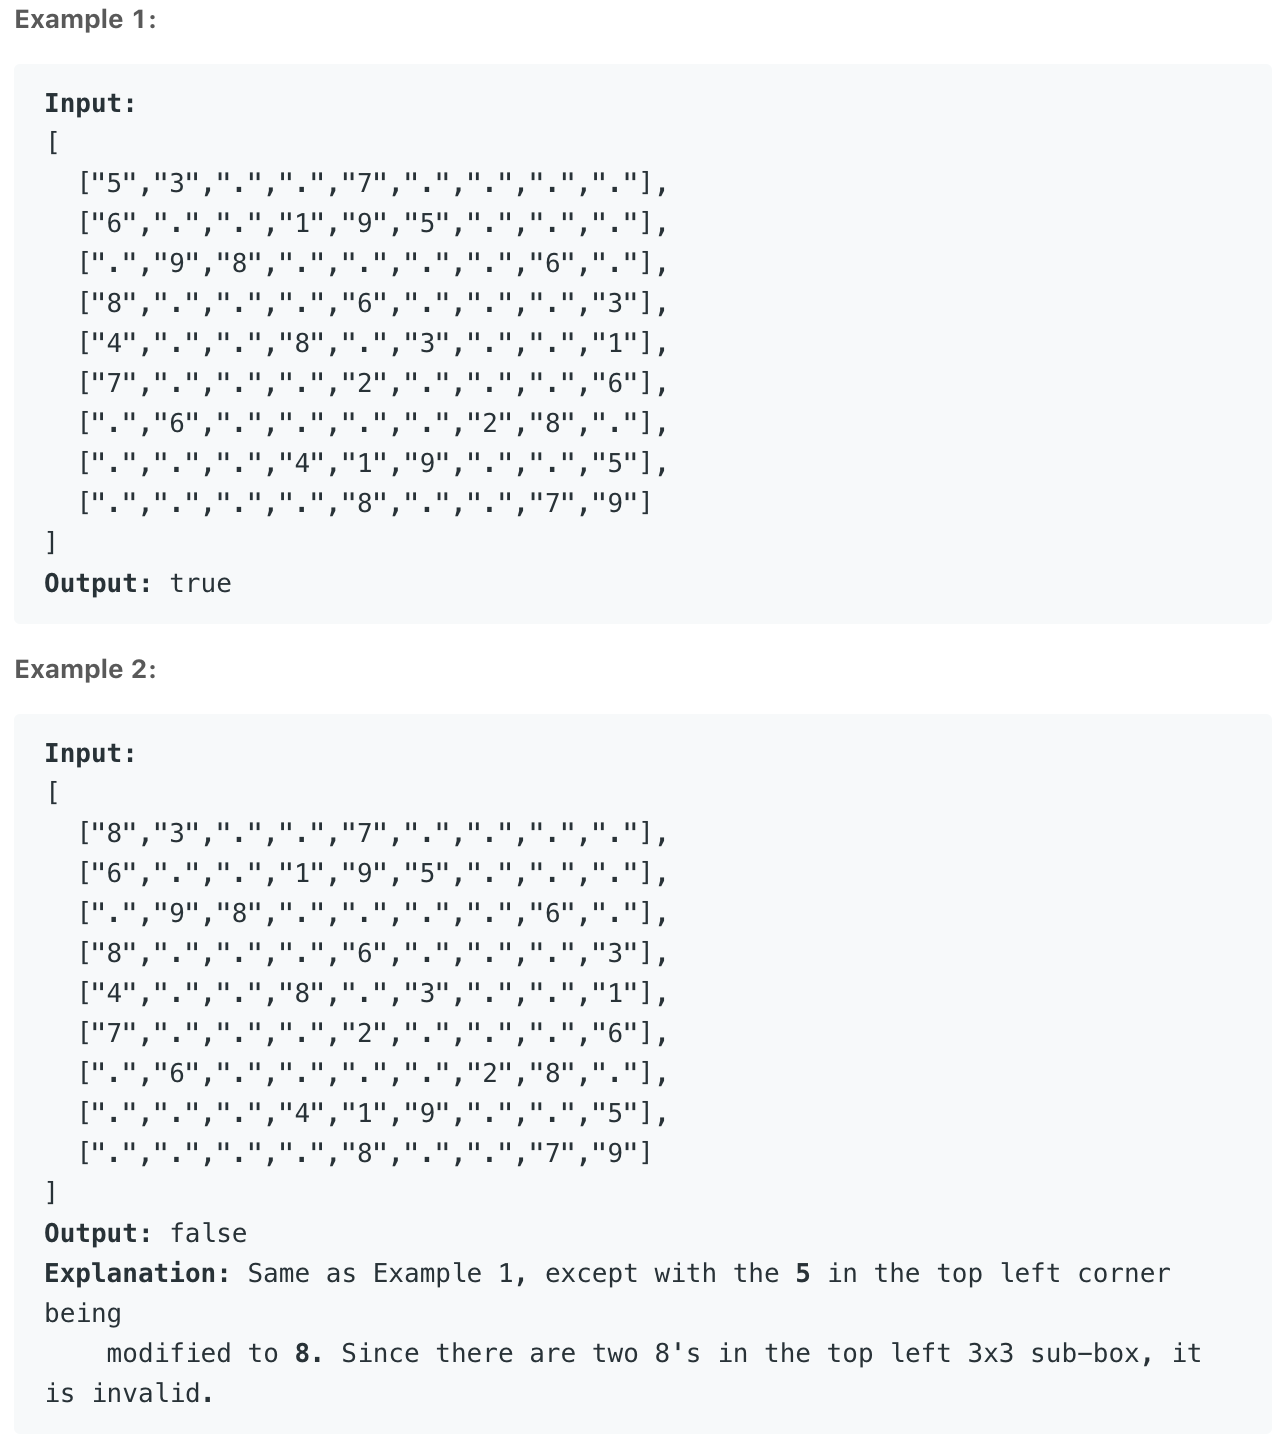 Example 1:
Input:
[
  ["5","3",".",".","7",".",".",".","."],
  ["6",".",".","1","9","5",".",".","."],
  [".","9","8",".",".",".",".","6","."],
  ["8",".",".",".","6",".",".",".","3"],
  ["4",".",".","8",".","3",".",".","1"],
  ["7",".",".",".","2",".",".",".","6"],
  [".","6",".",".",".",".","2","8","."],
  [".",".",".","4","1","9",".",".","5"],
  [".",".",".",".","8",".",".","7","9"]
]
Output: true
Example 2:
Input:
[
  ["8","3",".",".","7",".",".",".","."],
  ["6",".",".","1","9","5",".",".","."],
  [".","9","8",".",".",".",".","6","."],
  ["8",".",".",".","6",".",".",".","3"],
  ["4",".",".","8",".","3",".",".","1"],
  ["7",".",".",".","2",".",".",".","6"],
  [".","6",".",".",".",".","2","8","."],
  [".",".",".","4","1","9",".",".","5"],
  [".",".",".",".","8",".",".","7","9"]
]
Output: false
Explanation: Same as Example 1, except with the 5 in the top left corner
being
    modified to 8. Since there are two 8's in the top left 3x3 sub-box, it
is invalid.